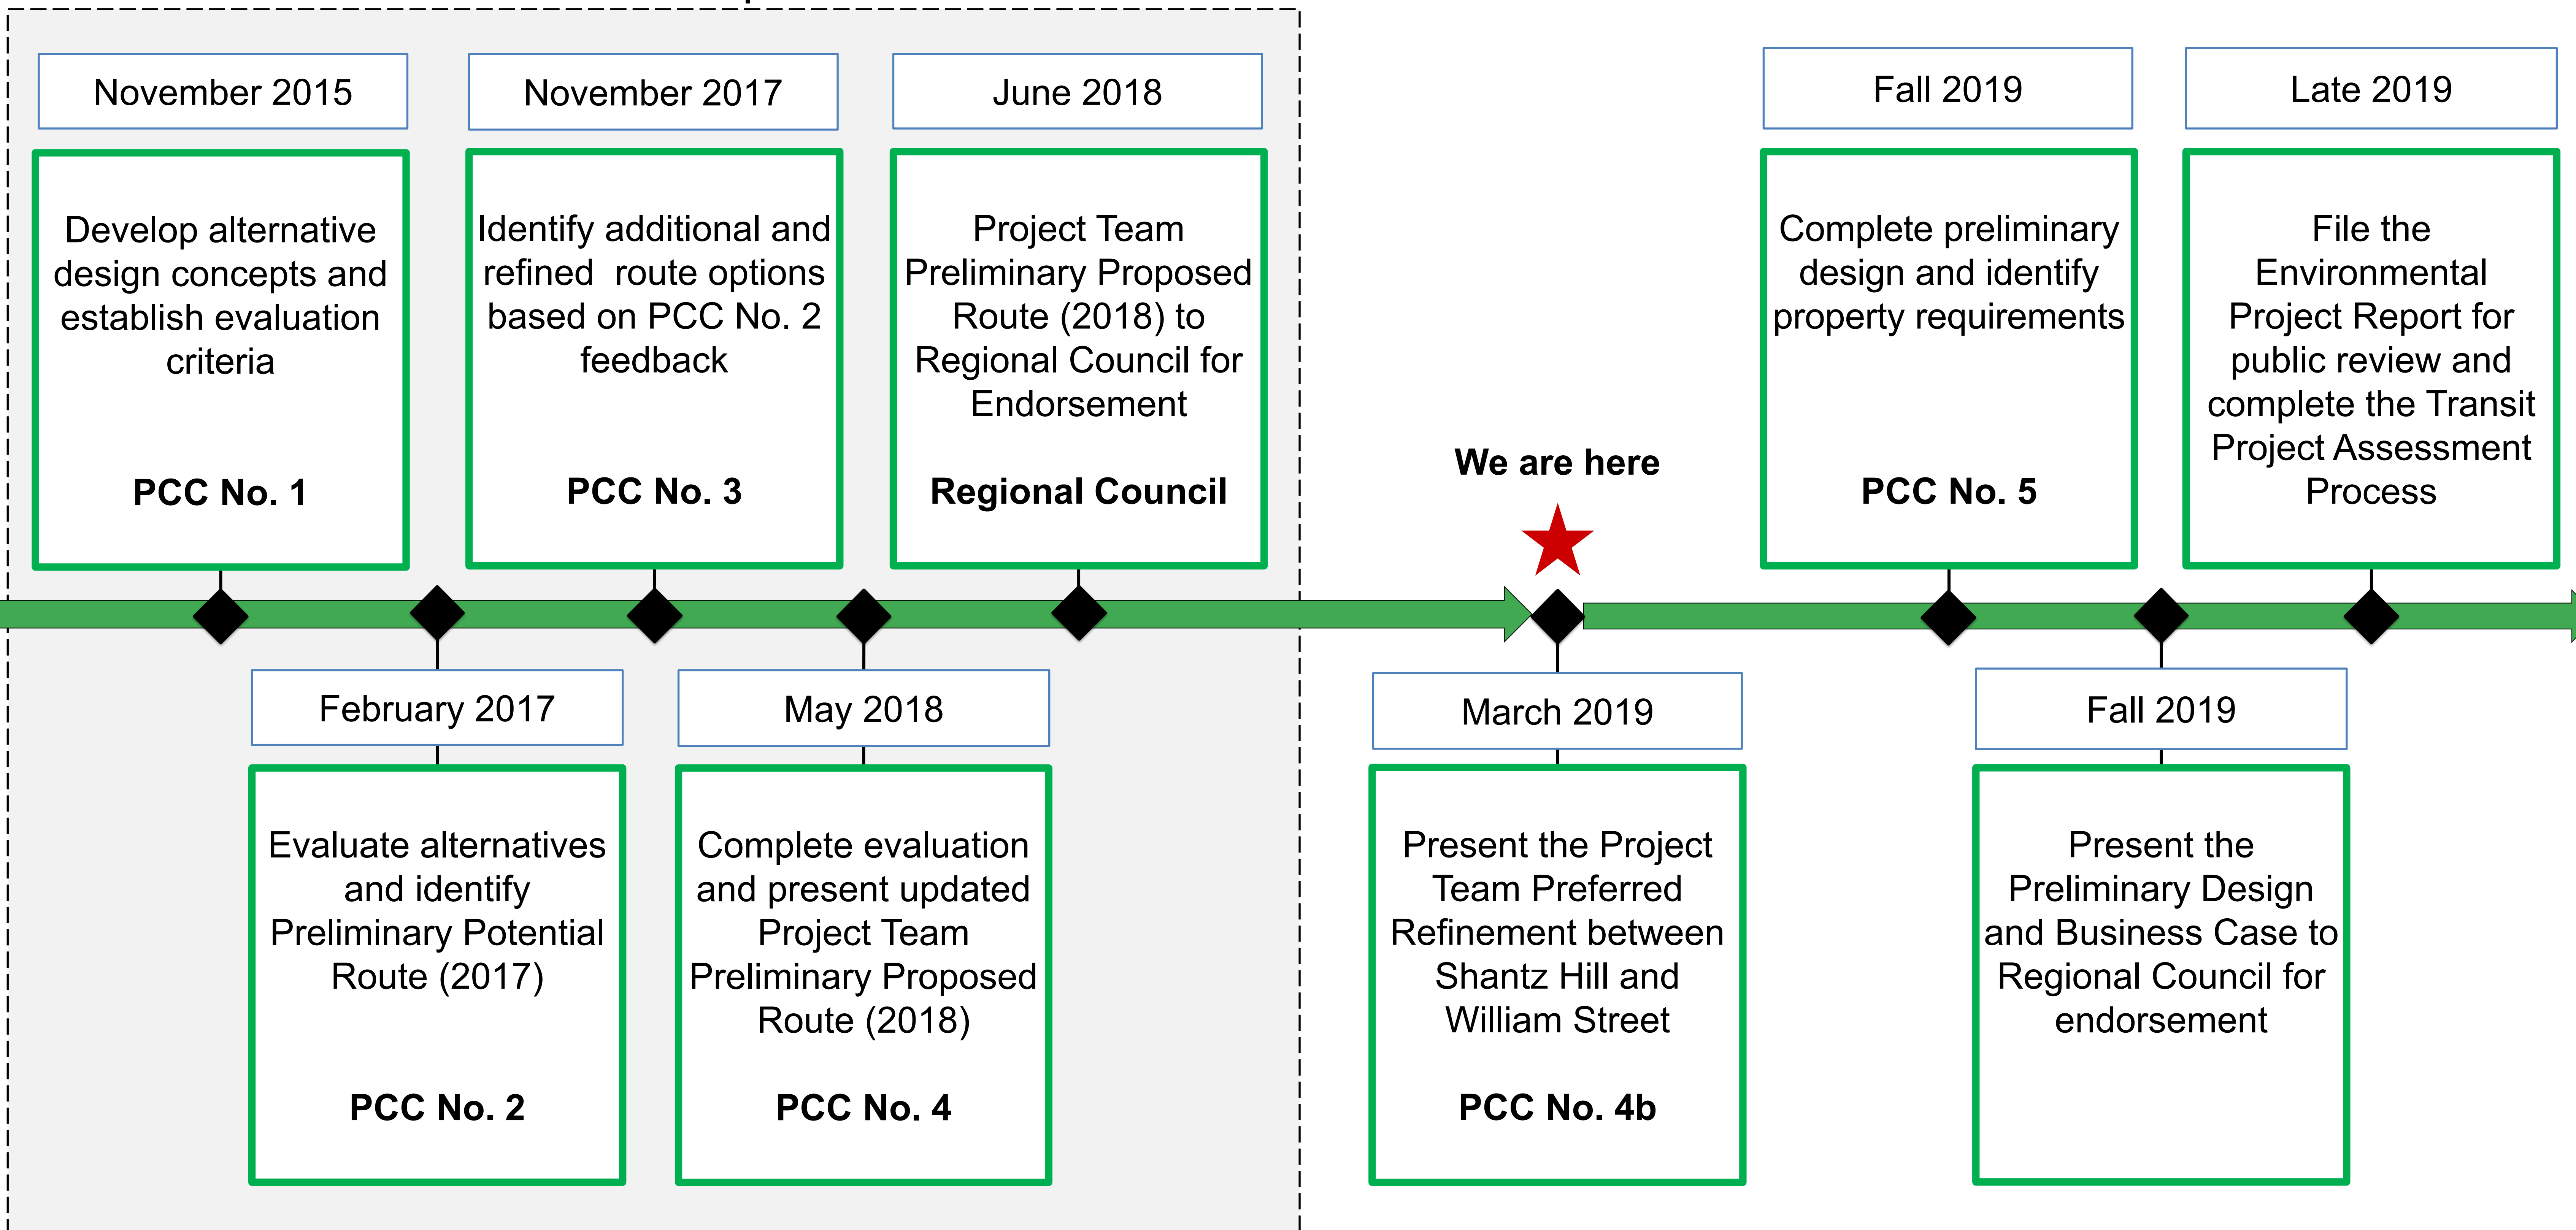 November 2015
Develop alternative
design concepts and
establish evaluation
criteria
PCC No. 1
February 2017
Evaluate alternatives
and identify
Preliminary Potential
Route (2017)
PCC No. 2
November 2017
Identify additional and
refined  route options
based on PCC No. 2
feedback
PCC No. 3
May 2018
Complete evaluation
and present updated
Project Team
Preliminary Proposed
Route (2018)
PCC No. 4
June 2018
Project Team
Preliminary Proposed
Route (2018) to
Regional Council for
Endorsement
Regional Council
We are here
March 2019
Present the Project
Team Preferred
Refinement between
Shantz Hill and
William Street
PCC No. 4b
Fall 2019
Complete preliminary
design and identify
property requirements
PCC No. 5
Fall 2019
Present the
Preliminary Design
and Business Case to
Regional Council for
endorsement
Late 2019
File the
Environmental
Project Report for
public review and
complete the Transit
Project Assessment
Process